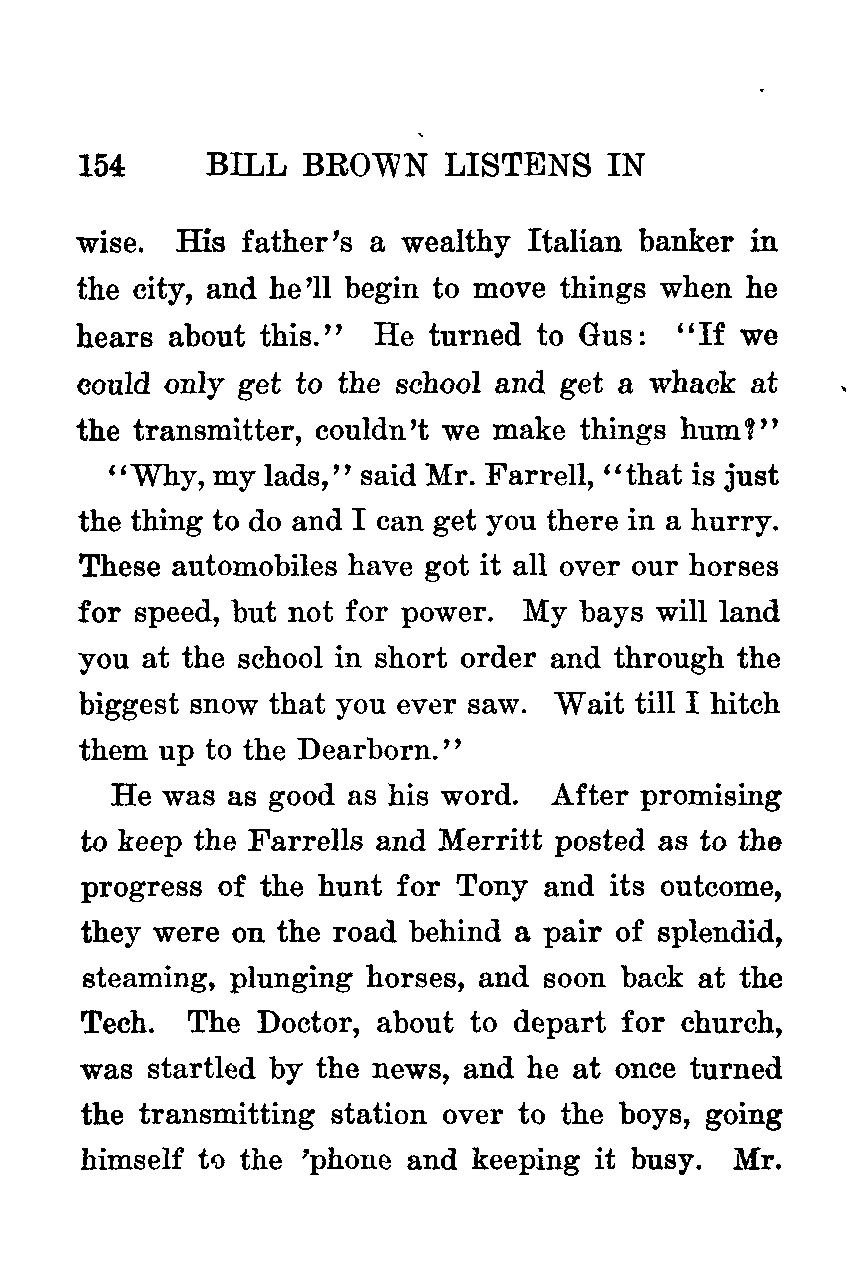 154 BILL BROWN LISTENS IN
wise. His father's a wealthy Italian banker in
the city, and he'll begin to move things when he
hears about this.'' He turned to Gus: ''If we
could only get to the school and get a whack at
the transmitter, couldn't we make things hum?''
''Why, my lads,'' said Mr. Farrell, ''that is just
the thing to do and I can get you there in a hurry.
These automobiles have got it all over our horses
for speed, but not for power. My bays will land
you at the school in short order and through the
biggest snow that you ever saw. Wait till I hitch
them up to the Dearborn.''
He was as good as his word. After promising
to keep the Farrells and Merritt posted as to the
progress of the hunt for Tony and its outcome,
they were on the road behind a pair of splendid,
steaming, plunging horses, and soon back at the
Tech. The Doctor, about to depart for church,
was startled by the news, and he at once turned
the transmitting station over to the boys, going
himself to the 'phone and keeping it busy. Mr.